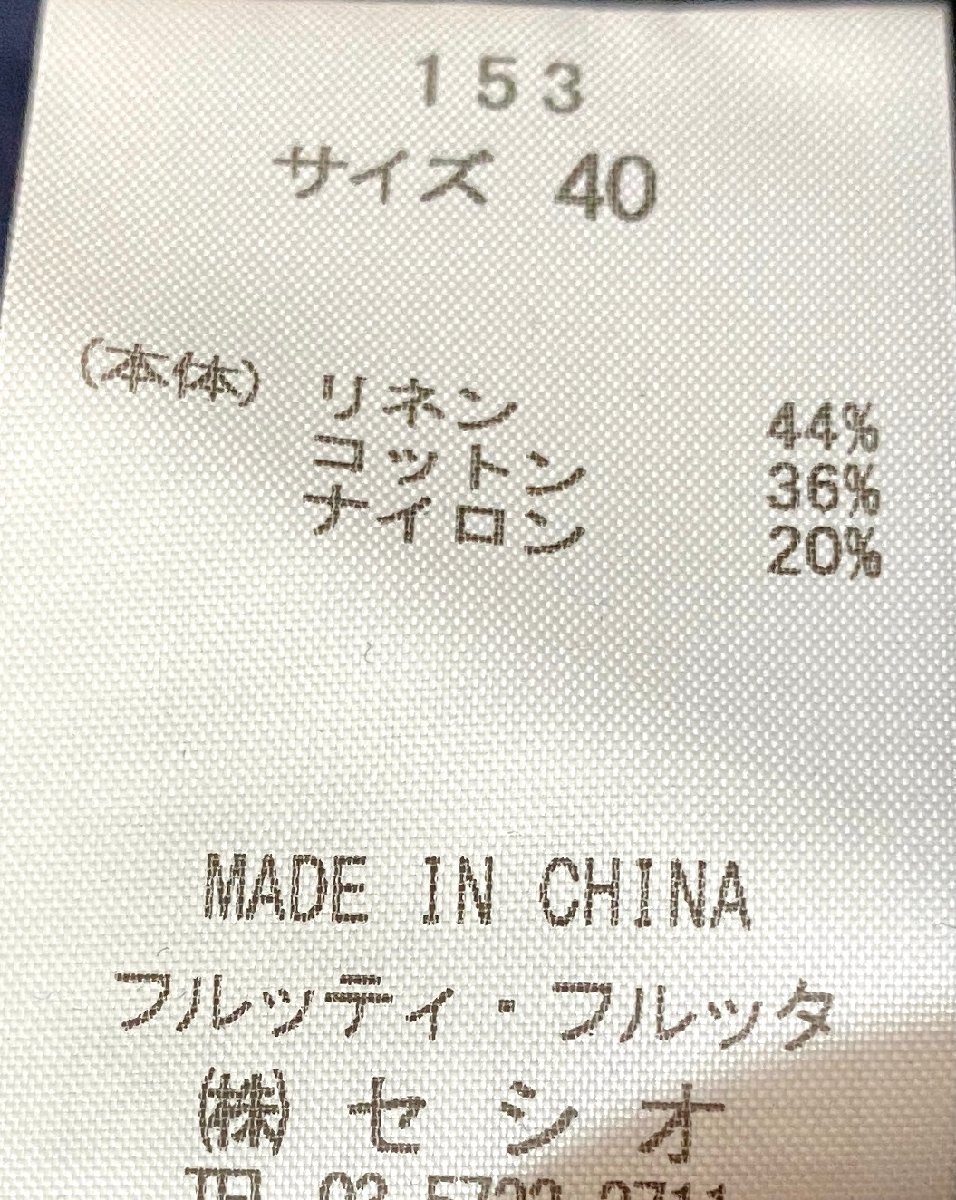 153
サイズ 40
(本体) リネン 44%
コットン 36%
ナイロン 20%
MADE IN CHINA
フルッティ・フルッタ
(株) セシオ